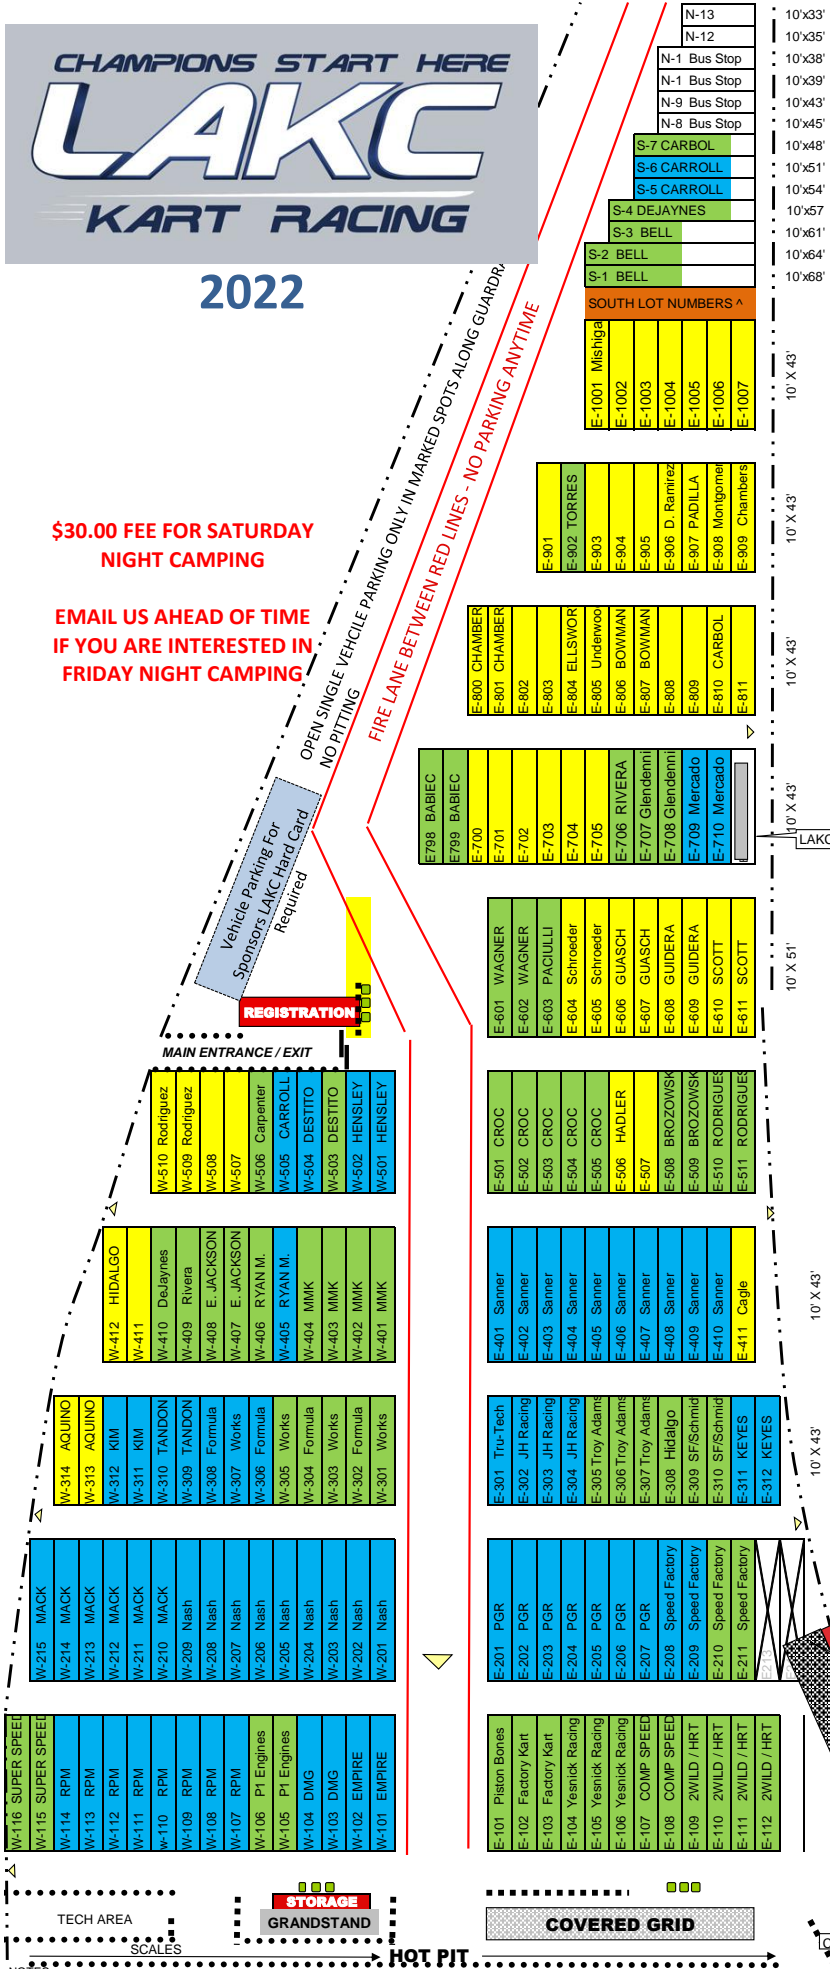 CHAMPIONS START HERE
LAKC
KART RACING
2022
N-13
10'x33'
N-12
10'x35'
N-1 Bus Stop
10'x38'
N-1 Bus Stop
10'x39'
N-9 Bus Stop
10'x43'
N-8 Bus Stop
10'x45'
S-7 CARBOL
10'x48'
S-6 CARROLL
10'x51'
S-5 CARROLL
10'x54'
S-4 DEJAYNES
10'x57
S-3 BELL
10'x61'
S-2 BELL
10'x64'
S-1 BELL
10'x68'
SOUTH LOT NUMBERS ^
E-1001 Mishiga
E-1002
E-1003
E-1004
E-1005
E-1006
E-1007
10' X 43'
OPEN SINGLE VEHCILE PARKING ONLY IN MARKED SPOTS ALONG GUARDRA
NO PITTING
FIRE LANE BETWEEN RED LINES - NO PARKING ANYTIME
$30.00 FEE FOR SATURDAY
NIGHT CAMPING
EMAIL US AHEAD OF TIME
IF YOU ARE INTERESTED IN
FRIDAY NIGHT CAMPING
E-901
E-902 TORRES
E-903
E-904
E-905
E-906 D. Ramirez
E-907 PADILLA
E-908 Montgomer
E-909 Chambers
10' X 43'
E-800 CHAMBER
E-801 CHAMBER
E-802
E-803
E-804 ELLSWOR
E-805 Underwoo
E-806 BOWMAN
E-807 BOWMAN
E-808
E-809
E-810 CARBOL
E-811
10' X 43'
E798 BABIEC
E799 BABIEC
E-700
E-701
E-702
E-703
E-704
E-705
E-706 RIVERA
E-707 Glendenni
E-708 Glendenni
E-709 Mercado
E-710 Mercado
10' X 43'
LAKC
Vehicle Parking For
Sponsors LAKC Hard Card
Required
REGISTRATION
MAIN ENTRANCE / EXIT
E-601 WAGNER
E-602 WAGNER
E-603 PACIULLI
E-604 Schroeder
E-605 Schroeder
E-606 GUASCH
E-607 GUASCH
E-608 GUIDERA
E-609 GUIDERA
E-610 SCOTT
E-611 SCOTT
10' X 51'
W-510 Rodriguez
W-509 Rodriguez
W-508
W-507
W-506 Carpenter
W-505 CARROLL
W-504 DESTITO
W-503 DESTITO
W-502 HENSLEY
W-501 HENSLEY
E-501 CROC
E-502 CROC
E-503 CROC
E-504 CROC
E-505 CROC
E-506 HADLER
E-507
E-508 BROZOWSK
E-509 BROZOWSK
E-510 RODRIGUES
E-511 RODRIGUES
W-412 HIDALGO
W-411
W-410 DeJaynes
W-409 Rivera
W-408 E. JACKSON
W-407 E. JACKSON
W-406 RYAN M.
W-405 RYAN M.
W-404 MMK
W-403 MMK
W-402 MMK
W-401 MMK
E-401 Sanner
E-402 Sanner
E-403 Sanner
E-404 Sanner
E-405 Sanner
E-406 Sanner
E-407 Sanner
E-408 Sanner
E-409 Sanner
E-410 Sanner
E-411 Cagle
10' X 43'
W-314 AQUINO
W-313 AQUINO
W-312 KIM
W-311 KIM
W-310 TANDON
W-309 TANDON
W-308 Formula
W-307 Works
W-306 Formula
W-305 Works
W-304 Formula
W-303 Works
W-302 Formula
W-301 Works
E-301 Tru-Tech
E-302 JH Racing
E-303 JH Racing
E-304 JH Racing
E-305 Troy Adams
E-306 Troy Adams
E-307 Troy Adams
E-308 Hidalgo
E-309 SF/Schmid
E-310 SF/Schmid
E-311 KEYES
E-312 KEYES
10' X 43'
W-215 MACK
W-214 MACK
W-213 MACK
W-212 MACK
W-211 MACK
W-210 MACK
W-209 Nash
W-208 Nash
W-207 Nash
W-206 Nash
W-205 Nash
W-204 Nash
W-203 Nash
W-202 Nash
W-201 Nash
E-201 PGR
E-202 PGR
E-203 PGR
E-204 PGR
E-205 PGR
E-206 PGR
E-207 PGR
E-208 Speed Factory
E-209 Speed Factory
E-210 Speed Factory
E-211 Speed Factory
E213
W-116 SUPER SPEED
W-115 SUPER SPEED
W-114 RPM
W-113 RPM
W-112 RPM
W-111 RPM
w-110 RPM
W-109 RPM
W-108 RPM
W-107 RPM
W-106 P1 Engines
W-105 P1 Engines
W-104 DMG
W-103 DMG
W-102 EMPIRE
W-101 EMPIRE
E-101 Piston Bones
E-102 Factory Kart
E-103 Factory Kart
E-104 Yesnick Racing
E-105 Yesnick Racing
E-106 Yesnick Racing
E-107 COMP SPEED
E-108 COMP SPEED
E-109 2WILD / HRT
E-110 2WILD / HRT
E-111 2WILD / HRT
E-112 2WILD / HRT
TECH AREA
STORAGE
GRANDSTAND
COVERED GRID
SCALES
HOT PIT